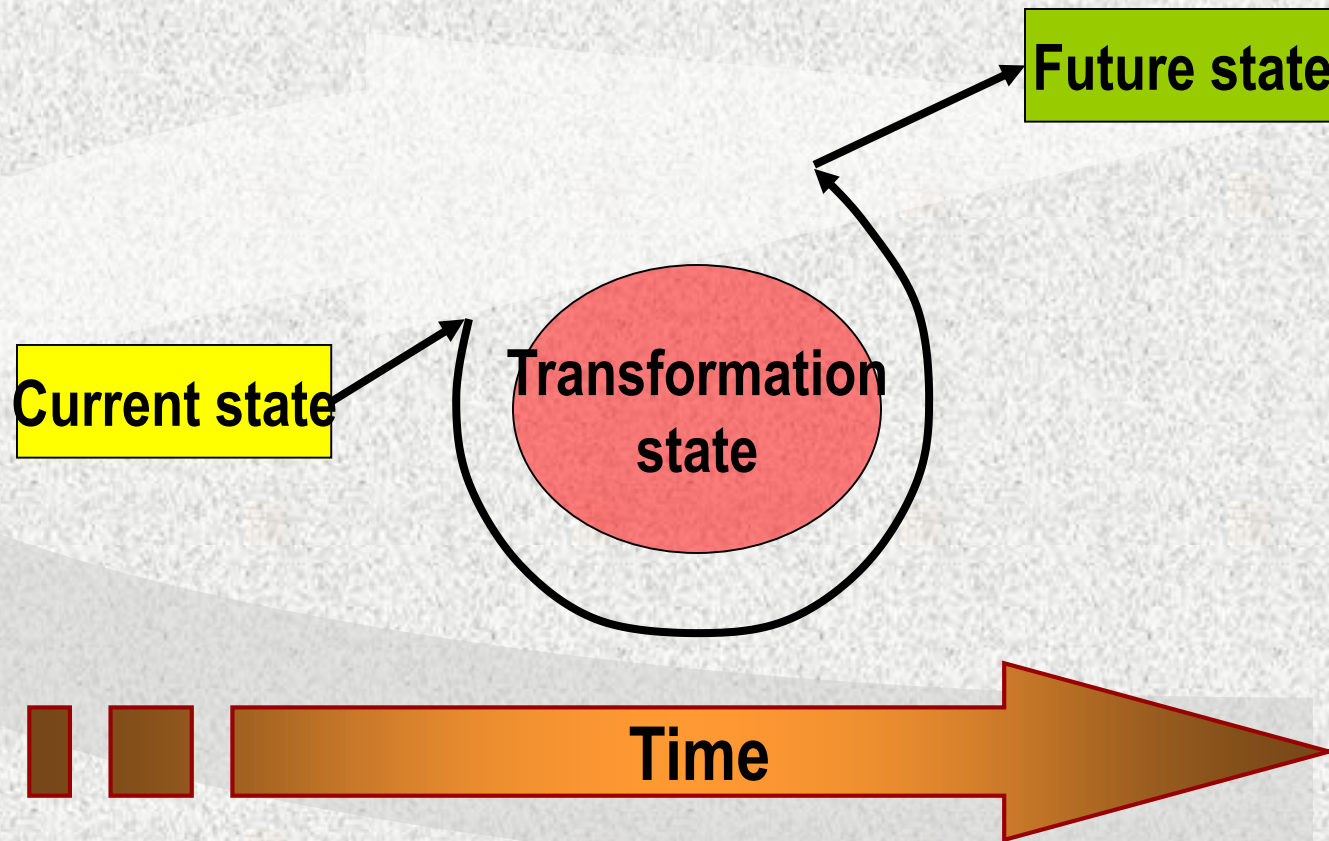 Future state
Current state
Transformation
state
Time